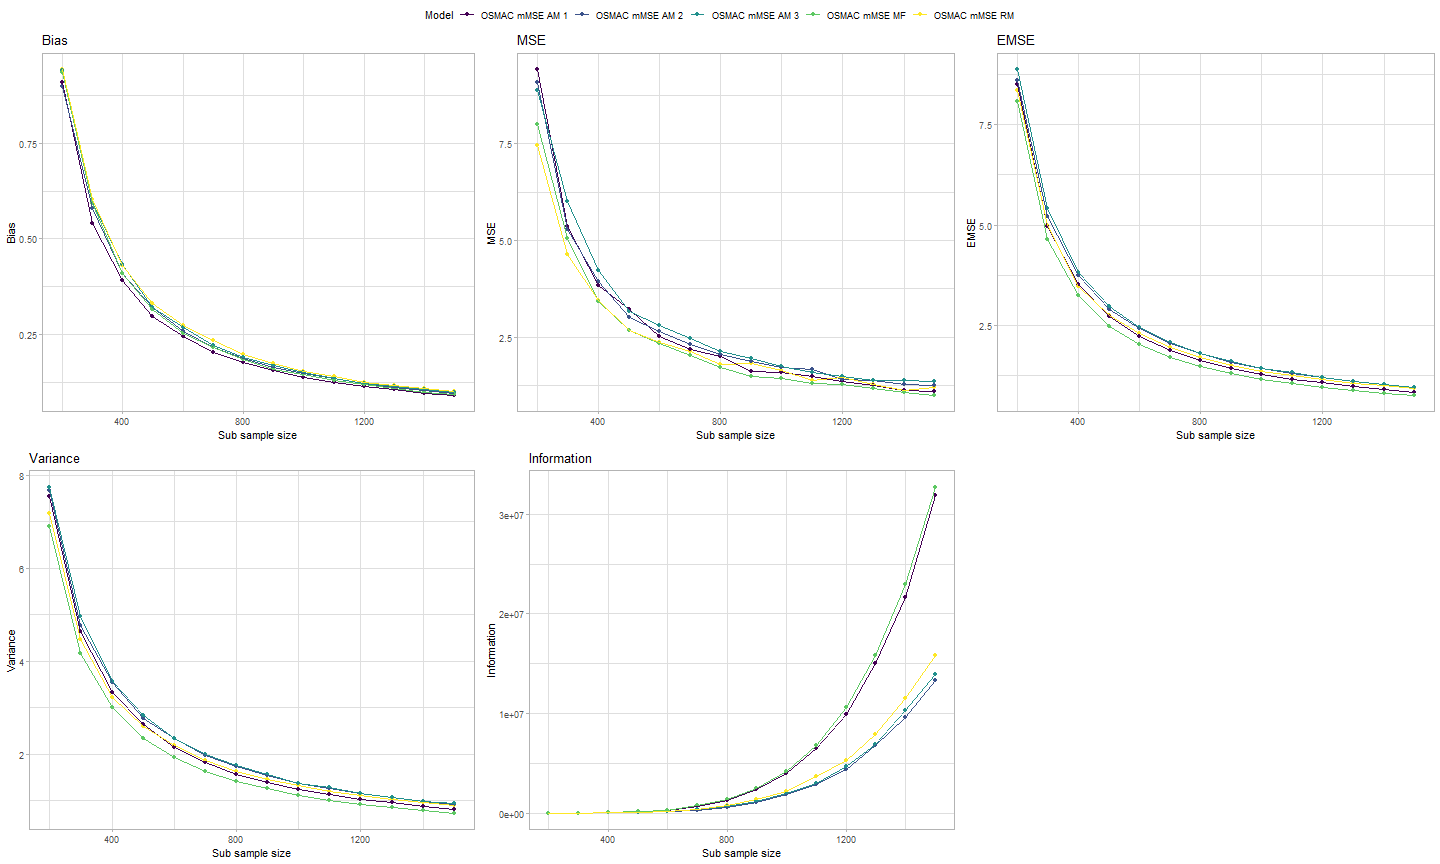 Model OSMAC mMSE AM 1 OSMAC mMSE AM 2 OSMAC mMSE AM 3 OSMAC mMSE MF OSMAC mMSE RM
Bias
Bias
0.75
0.50
0.25
400 1200
Sub sample size
MSE
MSE
7.5
5.0
2.5
400 1200
Sub sample size
EMSE
EMSE
7.5
5.0
2.5
400 1200
Sub sample size
Variance
Variance
8
6
4
2
400 800 1200
Sub sample size
Information
Information
3e+07
2e+07
1e+07
0e+00
400 800 1200
Sub sample size